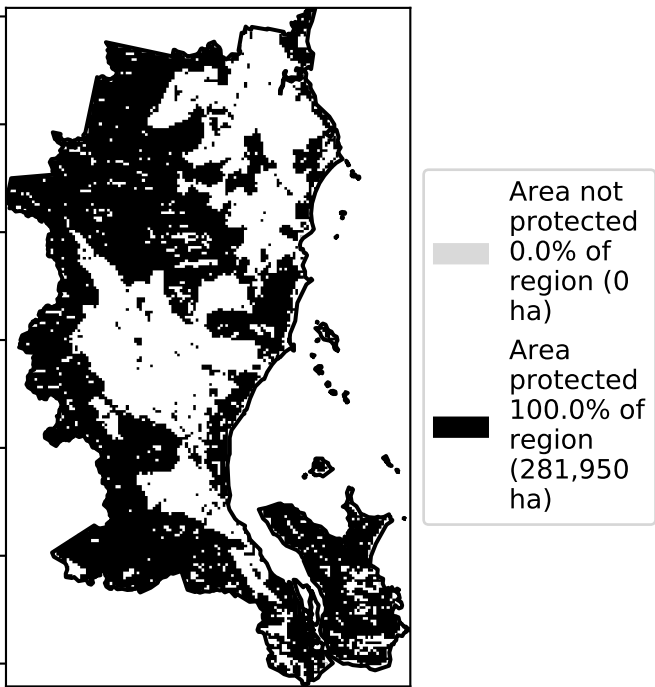 Area not
protected
0.0% of
region (0
ha)
Area
protected
100.0% of
region
(281,950
ha)